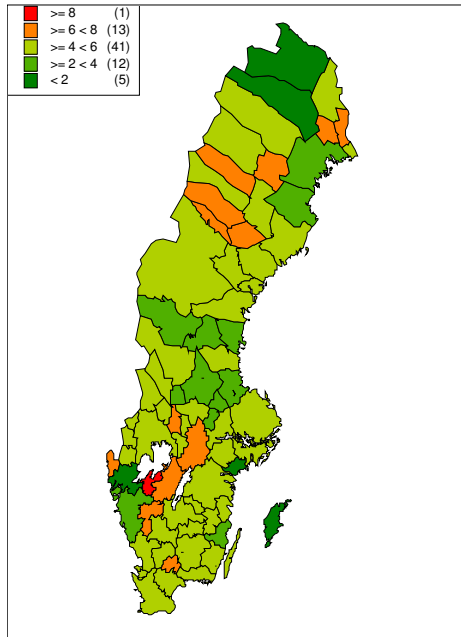 >= 8 (1)
>= 6 < 8 (13)
>= 4 < 6 (41)
>= 2 < 4 (12)
< 2 (5)